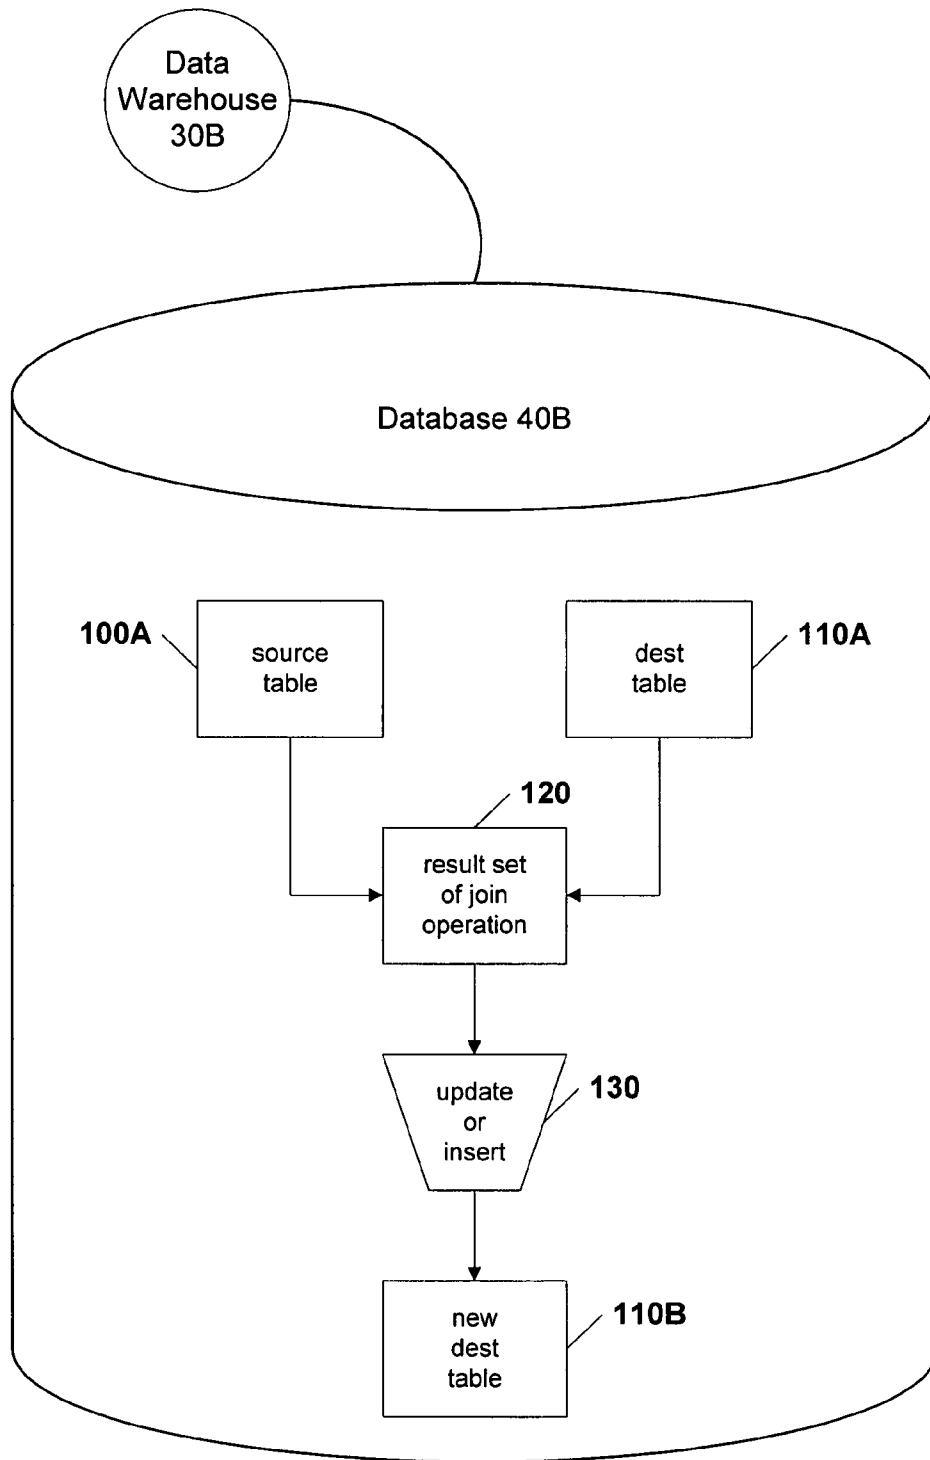 Data
Warehouse
30B
Database 40B
100A
source
table
dest
table
110A
120
result set
of join
operation
update
or
insert
130
new
dest
table
110B